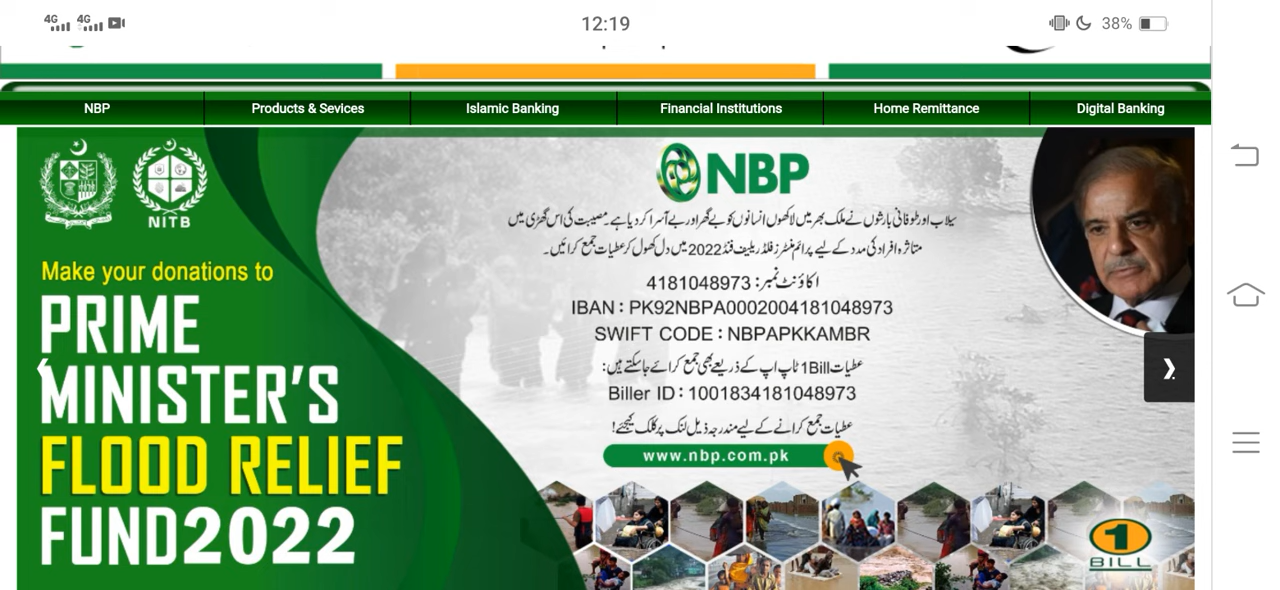 4G 4G 12:19 38%
NBP Products & Sevices Islamic Banking Financial Institutions Home Remittance Digital Banking
NITB
Make your donations to
PRIME
MINISTER'S
FLOOD RELIEF
FUND2022
NBP
سیلاب اور طوفانی بارشوں نے ملک بھر میں لاکھوں انسانوں کو بے گھر اور بے آسرا کر دیا ہے۔ مصیبت کی اس گھڑی میں
متاثرہ افراد کی مدد کے لیے پرائم منسٹرز فلڈ ریلیف فنڈ 2022 میں دل کھول کر عطیات جمع کرائیں۔
اکاؤنٹ نمبر: 4181048973
IBAN : PK92NBPA0002004181048973
SWIFT CODE : NBPAPKKAMBR
عطیات 1Bill ٹاپ اپ کے ذریعے بھی جمع کرائے جاسکتے ہیں:
Biller ID : 1001834181048973
عطیات جمع کرانے کے لیے مندرجہ ذیل لنک پر کلک کیجئے!
www.nbp.com.pk
1
BILL